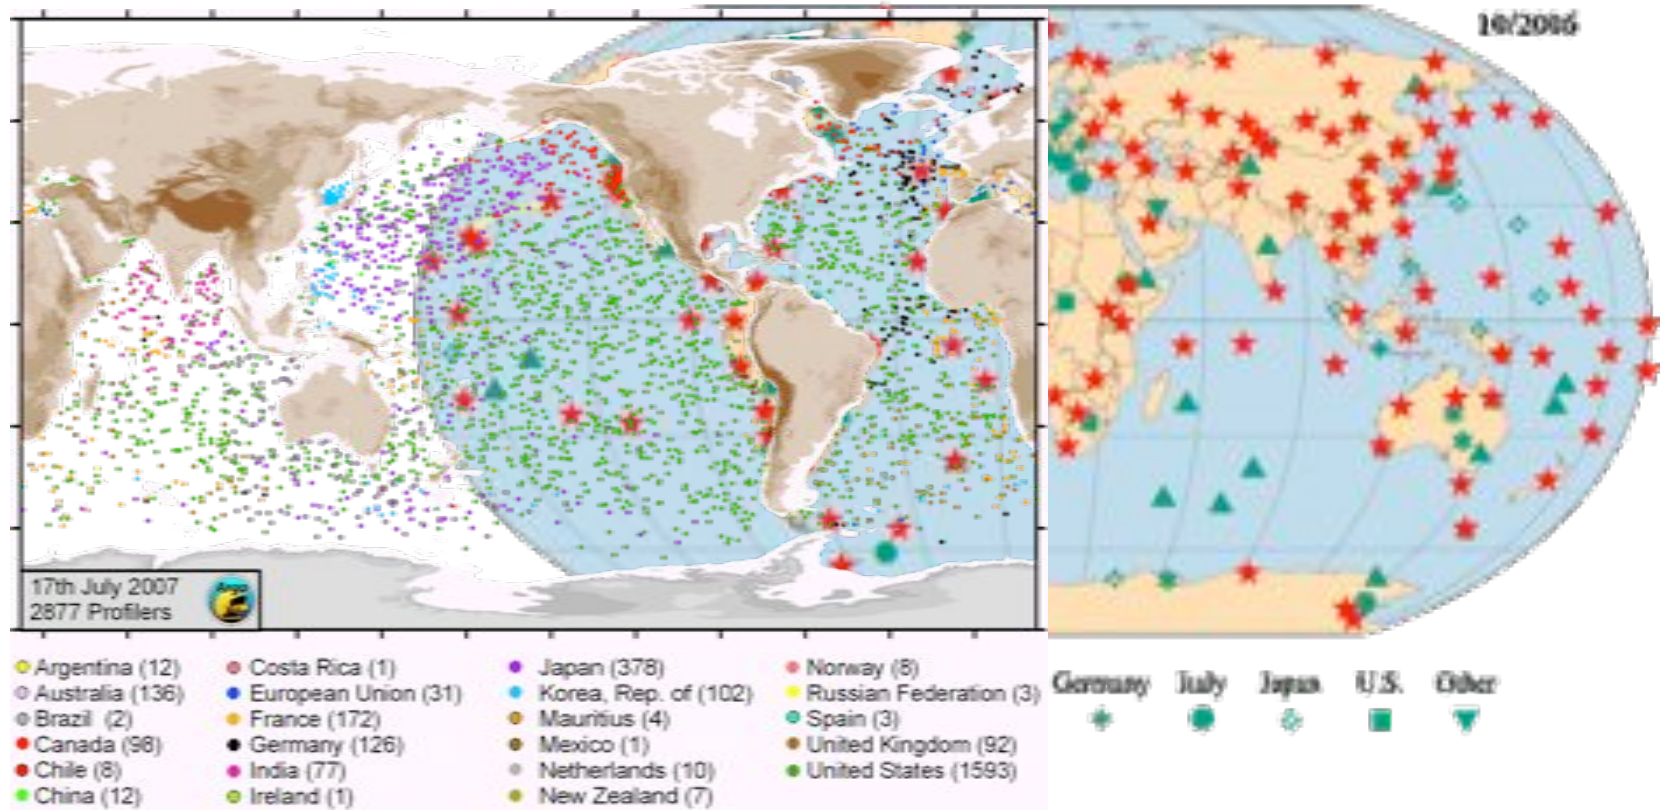 10/2006
17th July 2007
2877 Profilers
Argentina (12)
Australia (136)
Brazil (2)
Canada (98)
Chile (8)
China (12)
Costa Rica (1)
European Union (31)
France (172)
Germany (126)
India (77)
Ireland (1)
Japan (378)
Korea, Rep. of (102)
Mauritius (4)
Mexico (1)
Netherlands (10)
New Zealand (7)
Norway (8)
Russian Federation (3)
Spain (3)
United Kingdom (92)
United States (1593)
Germany July Japan U.S. Other